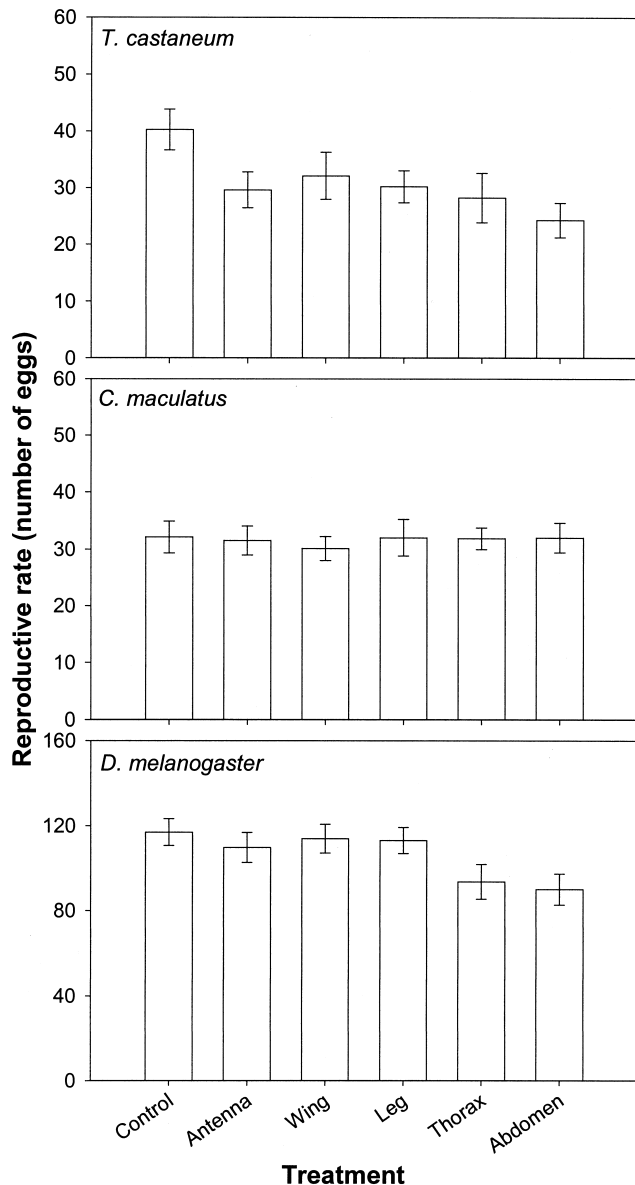 Reproductive rate (number of eggs)
60
T. castaneum
50
40
30
20
10
0
60
C. maculatus
50
40
30
20
10
0
160
D. melanogaster
120
80
40
0
Control
Antenna
Wing
Leg
Thorax
Abdomen
Treatment